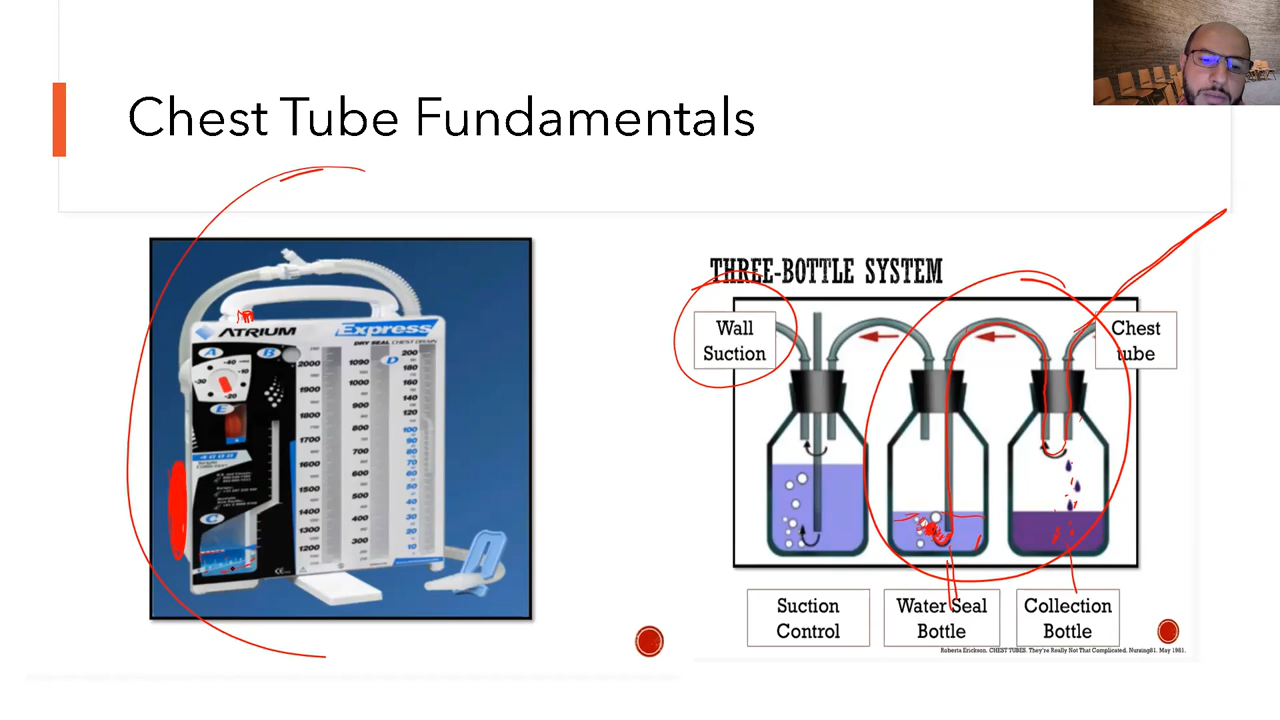 Chest Tube Fundamentals
ATRIUM
Express
DRY SEAL CHEST DRAIN
A
B
D
E
C
2000
1900
1800
1700
1600
1500
1400
1300
1200
1090
1000
900
800
700
600
500
400
300
200
180
160
140
120
100
90
80
70
60
50
40
30
20
10
THREE-BOTTLE SYSTEM
Wall
Suction
Chest
tube
Suction
Control
Water Seal
Bottle
Collection
Bottle
Roberta Erickson. CHEST TUBES. They're Really Not That Complicated. Nursing81. May 1981.